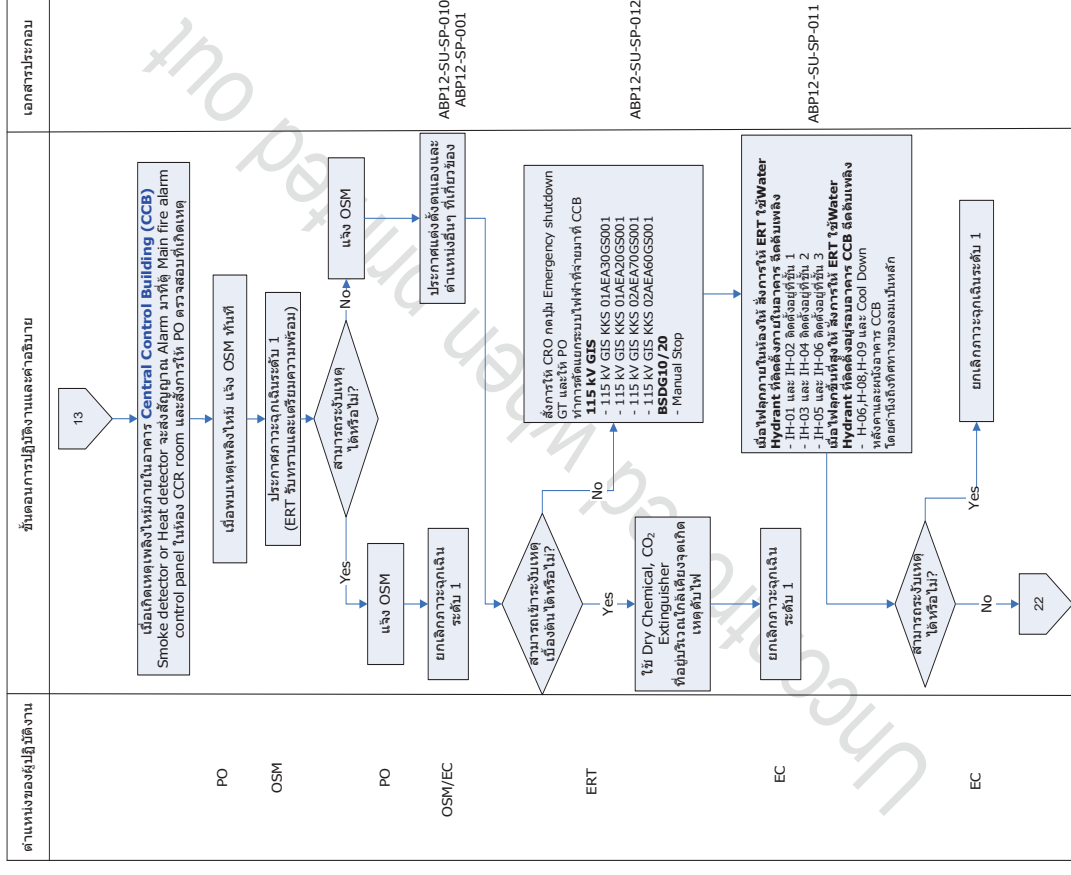 ตำแหน่งของผู้ปฏิบัติงาน
ขั้นตอนการปฏิบัติงานและคำอธิบาย
เอกสารประกอบ
13
เมื่อเกิดเหตุเพลิงไหม้ภายในอาคาร Central Control Building (CCB)
Smoke detector or Heat detector จะส่งสัญญาณ Alarm มาที่ตู้ Main fire alarm
control panel ในห้อง CCR room และสั่งการให้ PO ตรวจสอบที่เกิดเหตุ
PO
เมื่อพบเหตุเพลิงไหม้ แจ้ง OSM ทันที
OSM
ประกาศภาวะฉุกเฉินระดับ 1
(ERT รับทราบและเตรียมความพร้อม)
สามารถระงับเหตุ
ได้หรือไม่?
Yes
No
PO
แจ้ง OSM
แจ้ง OSM
OSM/EC
ยกเลิกภาวะฉุกเฉิน
ระดับ 1
ประกาศแต่งตั้งตนเองและ
ตำแหน่งอื่นๆ ที่เกี่ยวข้อง
ABP12-SU-SP-010
ABP12-SP-001
สามารถเข้าระงับเหตุ
เบื้องต้นได้หรือไม่?
Yes
No
ERT
ใช้ Dry Chemical, CO2
Extinguisher
ที่อยู่บริเวณใกล้เคียงจุดเกิด
เหตุดับไฟ
สั่งการให้ CRO กดปุ่ม Emergency shutdown
GT และให้ PO
ทำการตัดแยกระบบไฟฟ้าที่จ่ายมาที่ CCB
115 kV GIS
- 115 kV GIS KKS 01AEA30GS001
- 115 kV GIS KKS 01AEA20GS001
- 115 kV GIS KKS 02AEA70GS001
- 115 kV GIS KKS 02AEA60GS001
BSDG10/20
- Manual Stop
ABP12-SU-SP-012
EC
ยกเลิกภาวะฉุกเฉิน
ระดับ 1
เมื่อไฟลุกภายในห้องให้ สั่งการให้ ERT ใช้Water
Hydrant ที่ติดตั้งภายในอาคาร ฉีดดับเพลิง
- IH-01 และ IH-02 ติดตั้งอยู่ที่ชั้น 1
- IH-03 และ IH-04 ติดตั้งอยู่ที่ชั้น 2
- IH-05 และ IH-06 ติดตั้งอยู่ที่ชั้น 3
เมื่อไฟลุกขึ้นที่สูงให้ สั่งการให้ ERT ใช้Water
Hydrant ที่ติดตั้งอยู่รอบอาคาร CCB ฉีดดับเพลิง
- H-06,H-08,H-09 และ Cool Down
หลังคาและผนังอาคาร CCB
โดยคำนึงถึงทิศทางของลมเป็นหลัก
ABP12-SU-SP-011
EC
สามารถระงับเหตุ
ได้หรือไม่?
Yes
ยกเลิกภาวะฉุกเฉินระดับ 1
No
22
Uncontrolled when printed out